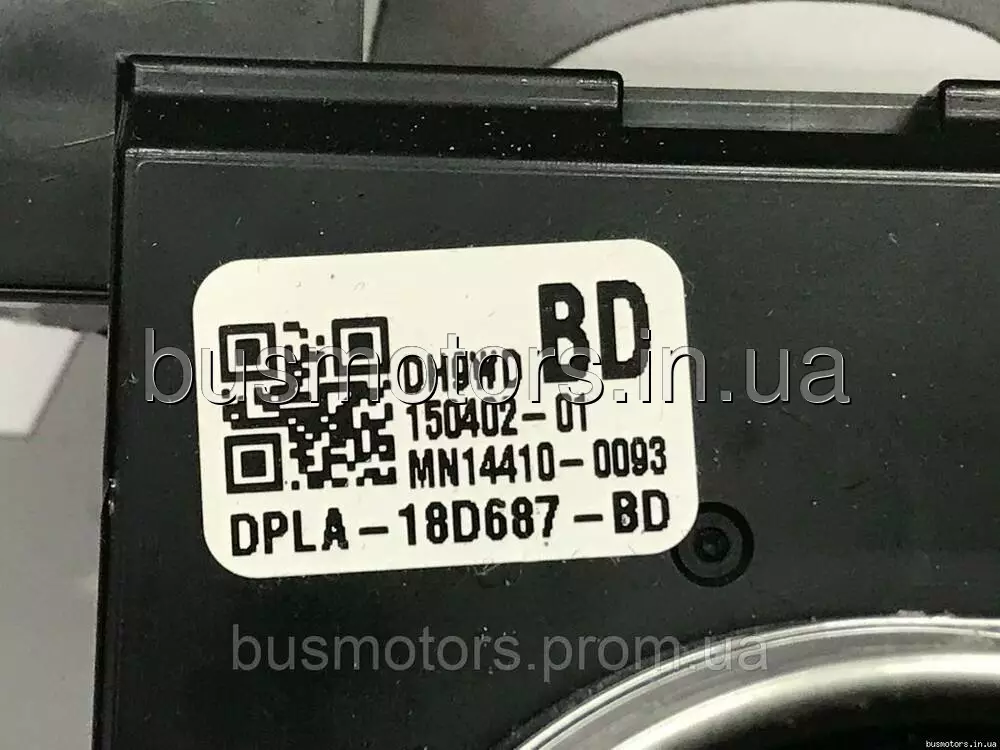 BD
150402-01
MN14410-0093
DPLA-18D687-BD
busmotors.in.ua
busmotors.prom.ua
busmotors.in.ua